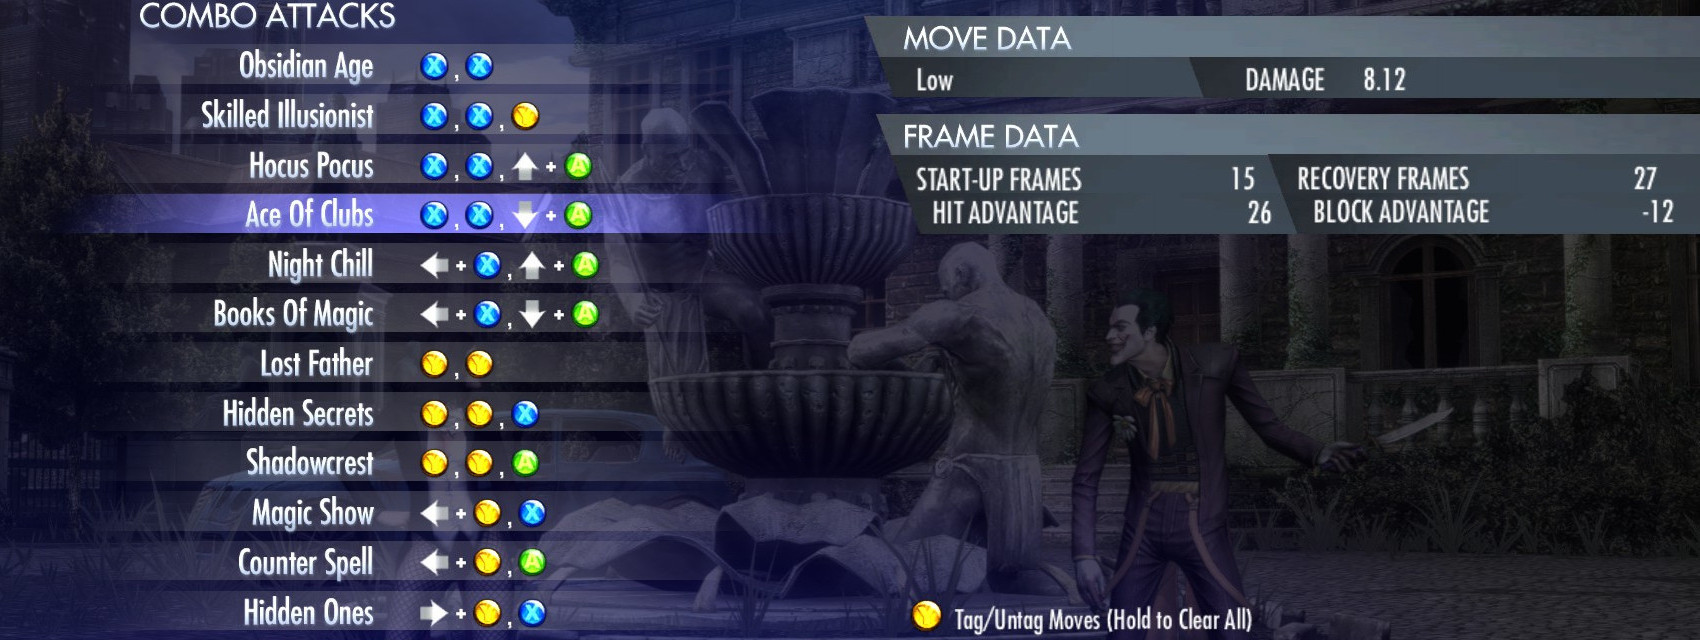 COMBO ATTACKS
Obsidian Age X , X
Skilled Illusionist X , X , Y
Hocus Pocus X , X , ⬆ + A
Ace Of Clubs X , X , ⬇ + A
Night Chill ⬅ + X , ⬆ + A
Books Of Magic ⬅ + X , ⬇ + A
Lost Father Y , Y
Hidden Secrets Y , Y , X
Shadowcrest Y , Y , A
Magic Show ⬅ + Y , X
Counter Spell ⬅ + Y , A
Hidden Ones ➡ + Y , X
MOVE DATA
Low DAMAGE 8.12
FRAME DATA
START-UP FRAMES 15 RECOVERY FRAMES 27
HIT ADVANTAGE 26 BLOCK ADVANTAGE -12
Y Tag/Untag Moves (Hold to Clear All)